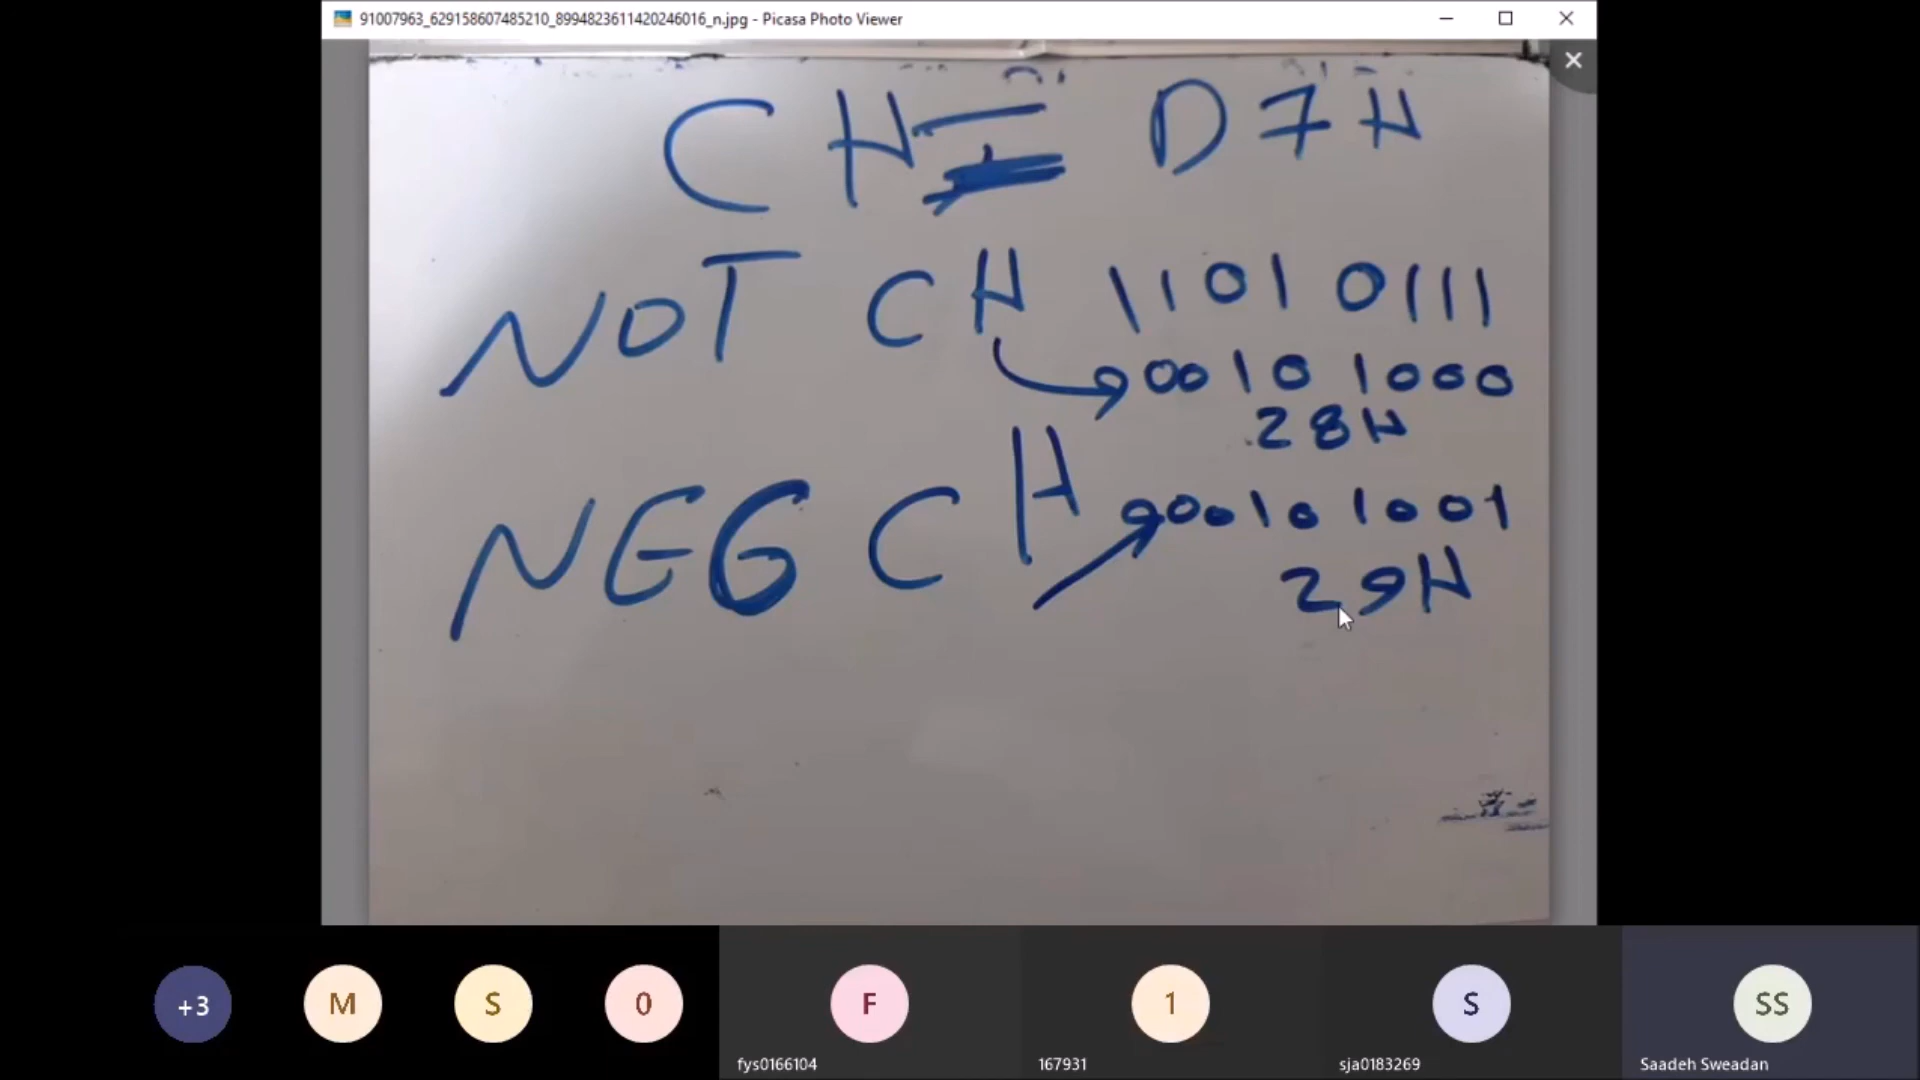 91007963_629158607485210_8994823611420246016_n.jpg - Picasa Photo Viewer
CH = D7H
NOT CH 1101 0111
0010 1000
28H
NEG CH 0010 1001
29H
+3 M S 0 F 1 S SS
fys0166104 167931 sja0183269 Saadeh Sweadan